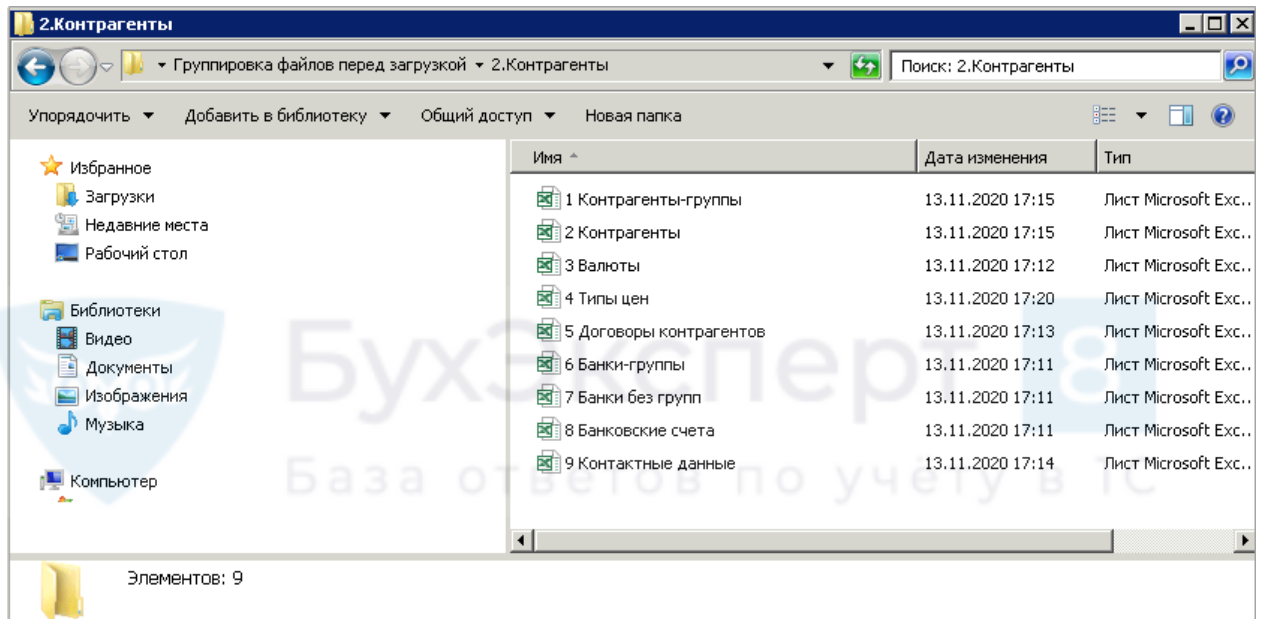 2.Контрагенты
Группировка файлов перед загрузкой 2.Контрагенты
Поиск: 2.Контрагенты
Упорядочить Добавить в библиотеку Общий доступ Новая папка
Имя Дата изменения Тип
Избранное
Загрузки
Недавние места
Рабочий стол
Библиотеки
Видео
Документы
Изображения
Музыка
Компьютер
1 Контрагенты-группы 13.11.2020 17:15 Лист Microsoft Exc...
2 Контрагенты 13.11.2020 17:15 Лист Microsoft Exc...
3 Валюты 13.11.2020 17:12 Лист Microsoft Exc...
4 Типы цен 13.11.2020 17:20 Лист Microsoft Exc...
5 Договоры контрагентов 13.11.2020 17:13 Лист Microsoft Exc...
6 Банки-группы 13.11.2020 17:11 Лист Microsoft Exc...
7 Банки без групп 13.11.2020 17:11 Лист Microsoft Exc...
8 Банковские счета 13.11.2020 17:11 Лист Microsoft Exc...
9 Контактные данные 13.11.2020 17:14 Лист Microsoft Exc...
БухЭксперт 8
База ответов по учёту в 1С
Элементов: 9